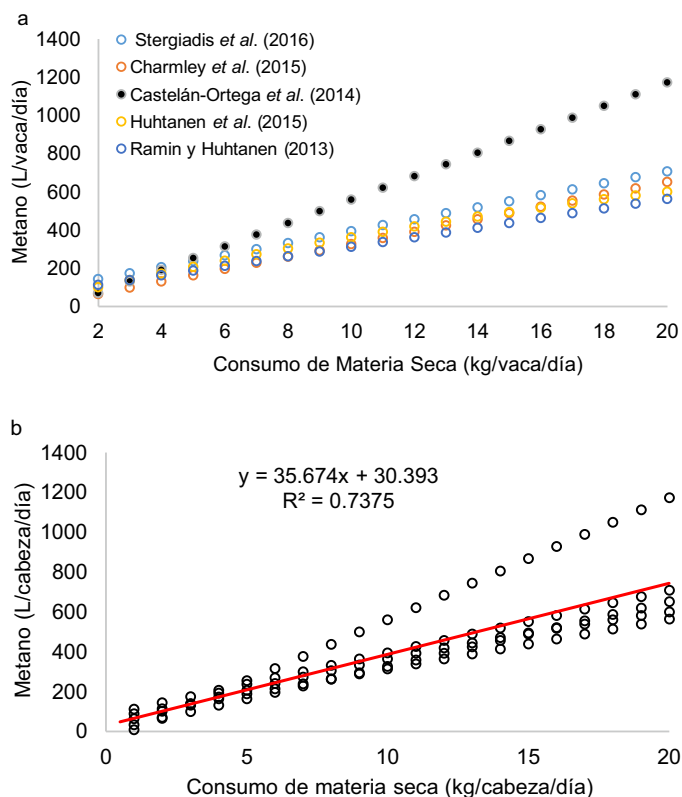 a
1400
1200
1000
800
600
400
200
0
Metano (L/vaca/día)
Stergiadis et al. (2016)
Charmley et al. (2015)
Castelán-Ortega et al. (2014)
Huhtanen et al. (2015)
Ramin y Huhtanen (2013)
2 4 6 8 10 12 14 16 18 20
Consumo de Materia Seca (kg/vaca/día)
b
1400
1200
1000
800
600
400
200
0
Metano (L/cabeza/día)
y = 35.674x + 30.393
R² = 0.7375
0 5 10 15 20
Consumo de materia seca (kg/cabeza/día)